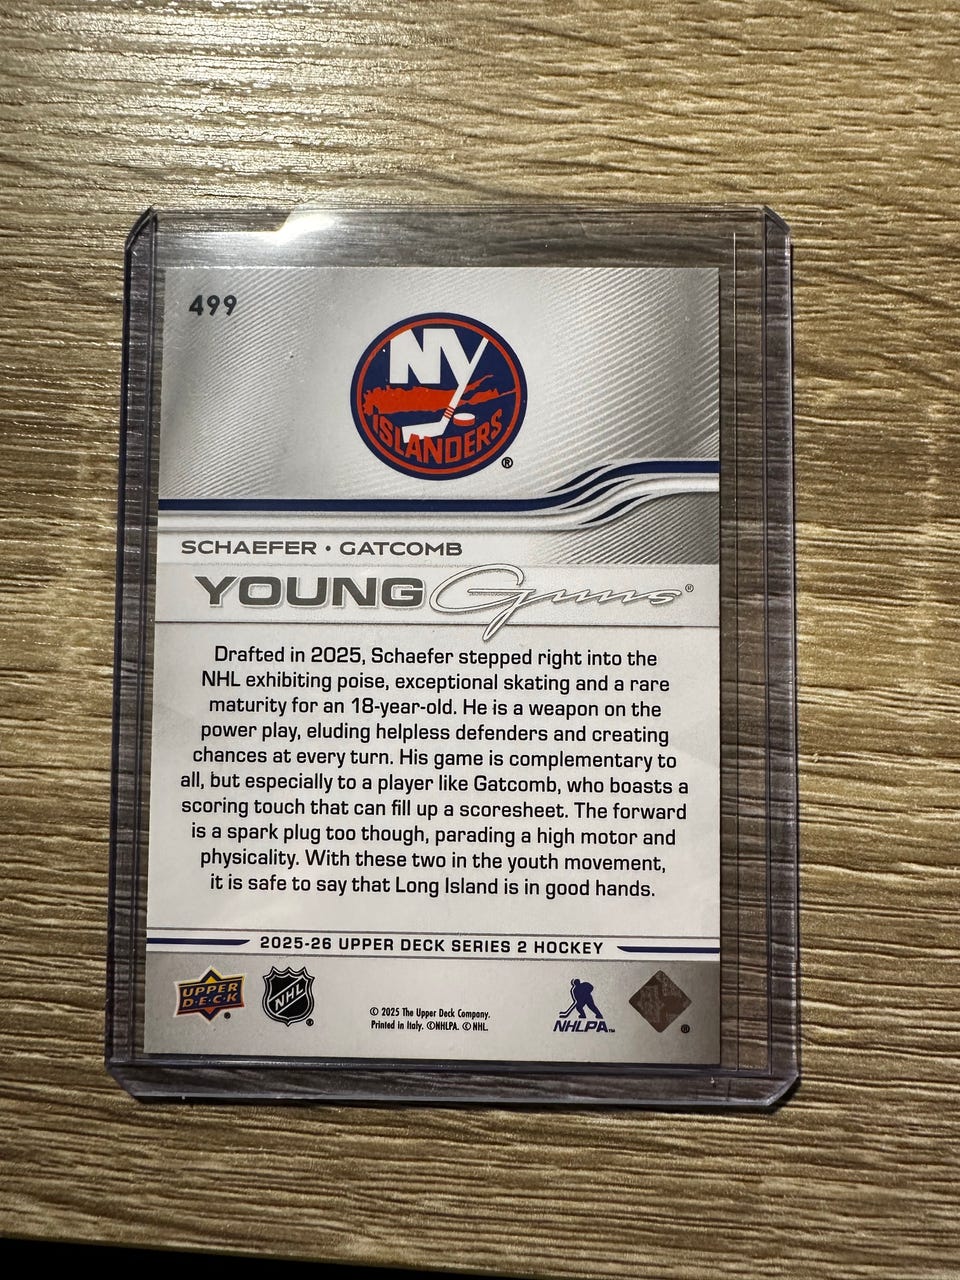 499
NY
ISLANDERS
®
SCHAEFER • GATCOMB
YOUNG Guns®
Drafted in 2025, Schaefer stepped right into the
NHL exhibiting poise, exceptional skating and a rare
maturity for an 18-year-old. He is a weapon on the
power play, eluding helpless defenders and creating
chances at every turn. His game is complementary to
all, but especially to a player like Gatcomb, who boasts a
scoring touch that can fill up a scoresheet. The forward
is a spark plug too though, parading a high motor and
physicality. With these two in the youth movement,
it is safe to say that Long Island is in good hands.
2025-26 UPPER DECK SERIES 2 HOCKEY
UPPER
D·E·C·K
®
NHL
®
© 2025 The Upper Deck Company.
Printed in Italy. ©NHLPA. © NHL.
NHLPA™
®